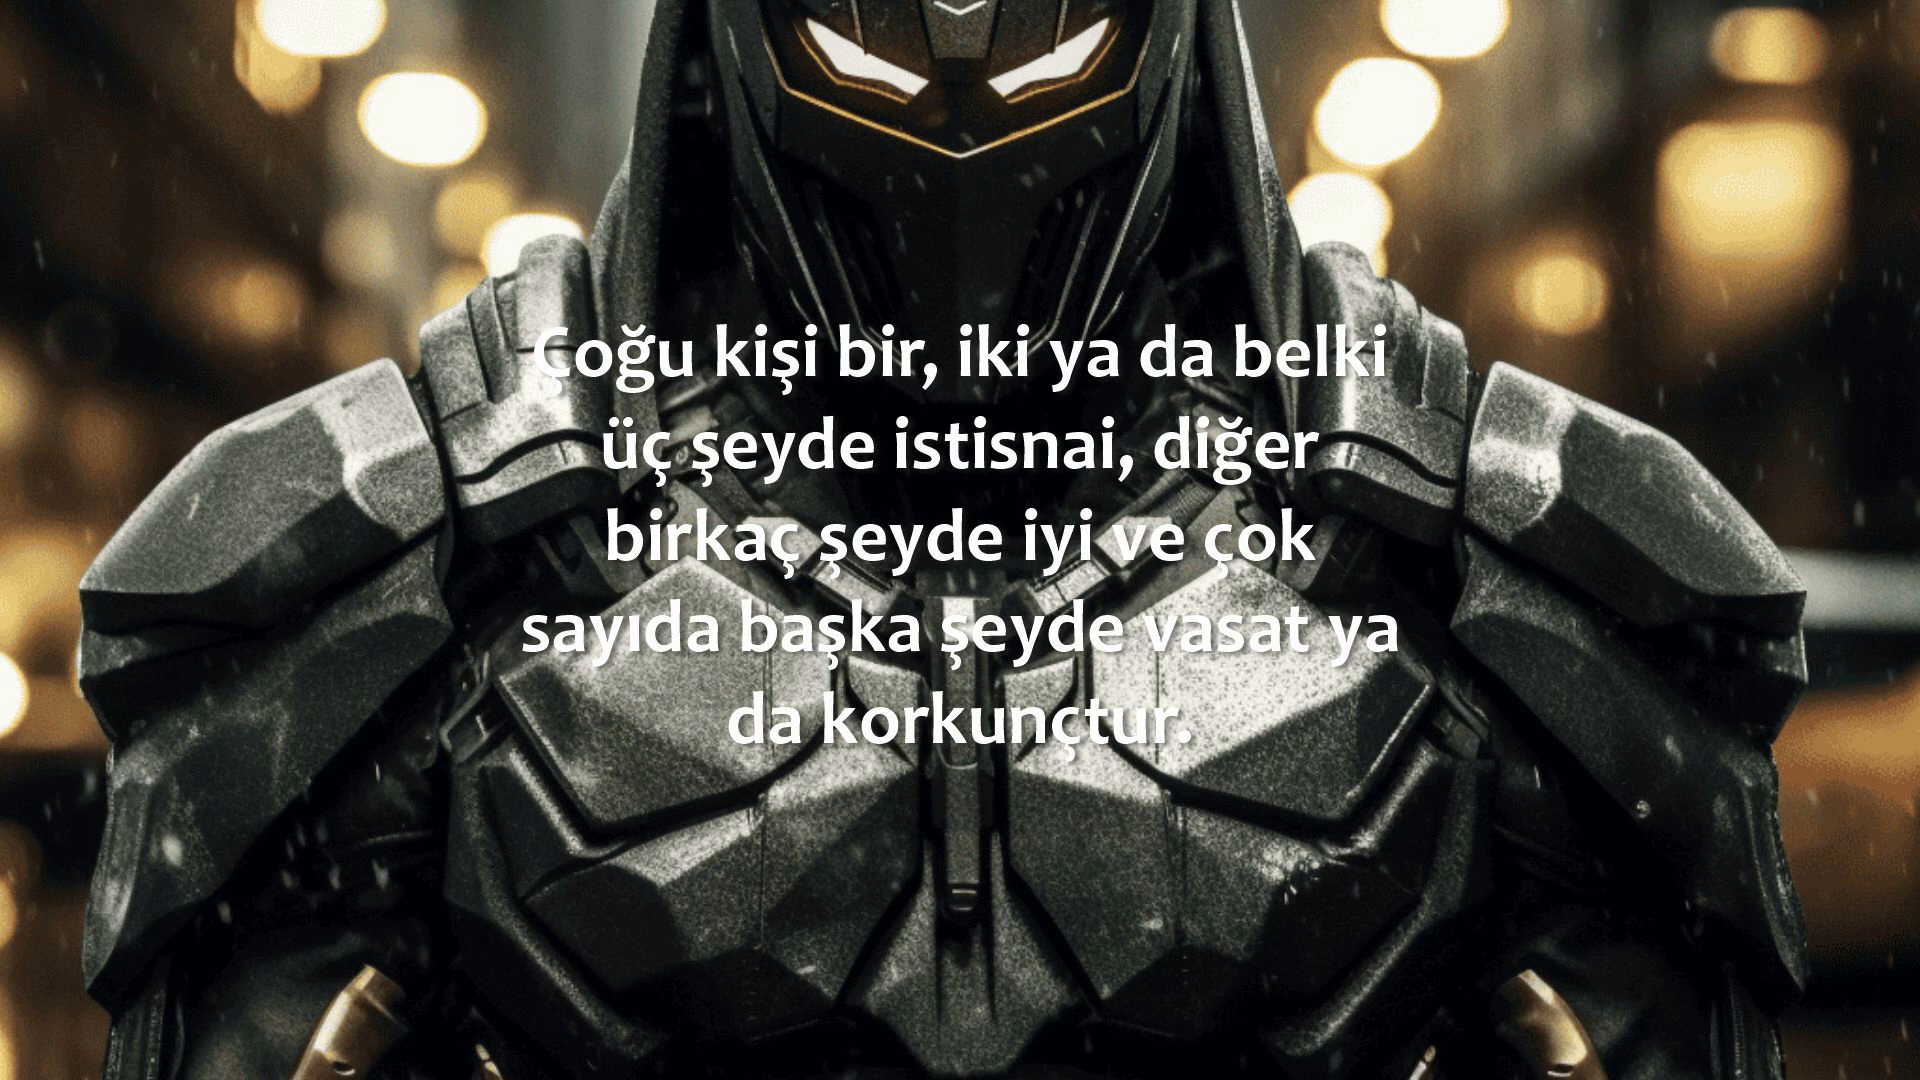 Çoğu kişi bir, iki ya da belki
üç şeyde istisnai, diğer
birkaç şeyde iyi ve çok
sayıda başka şeyde vasat ya
da korkunçtur.